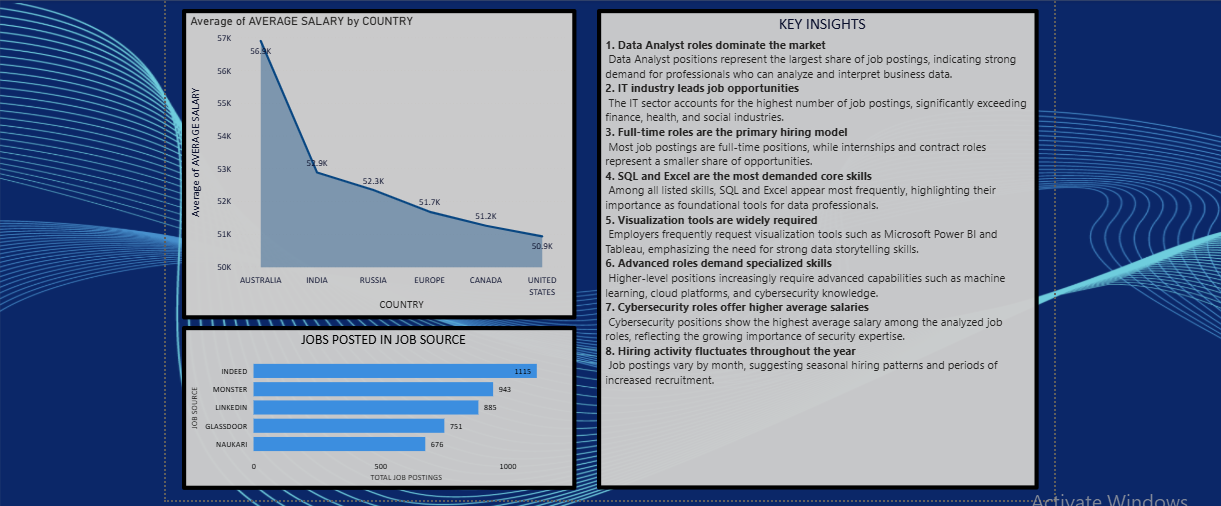 Average of AVERAGE SALARY by COUNTRY
57K
56K
55K
54K
53K
52K
51K
50K
Average of AVERAGE SALARY
56.9K
52.9K
52.3K
51.7K
51.2K
50.9K
AUSTRALIA
INDIA
RUSSIA
EUROPE
CANADA
UNITED
STATES
COUNTRY
JOBS POSTED IN JOB SOURCE
JOB SOURCE
INDEED 1115
MONSTER 943
LINKEDIN 885
GLASSDOOR 751
NAUKARI 676
0 500 1000
TOTAL JOB POSTINGS
KEY INSIGHTS
1. Data Analyst roles dominate the market
Data Analyst positions represent the largest share of job postings, indicating strong
demand for professionals who can analyze and interpret business data.
2. IT industry leads job opportunities
The IT sector accounts for the highest number of job postings, significantly exceeding
finance, health, and social industries.
3. Full-time roles are the primary hiring model
Most job postings are full-time positions, while internships and contract roles
represent a smaller share of opportunities.
4. SQL and Excel are the most demanded core skills
Among all listed skills, SQL and Excel appear most frequently, highlighting their
importance as foundational tools for data professionals.
5. Visualization tools are widely required
Employers frequently request visualization tools such as Microsoft Power BI and
Tableau, emphasizing the need for strong data storytelling skills.
6. Advanced roles demand specialized skills
Higher-level positions increasingly require advanced capabilities such as machine
learning, cloud platforms, and cybersecurity knowledge.
7. Cybersecurity roles offer higher average salaries
Cybersecurity positions show the highest average salary among the analyzed job
roles, reflecting the growing importance of security expertise.
8. Hiring activity fluctuates throughout the year
Job postings vary by month, suggesting seasonal hiring patterns and periods of
increased recruitment.
Activate Windows